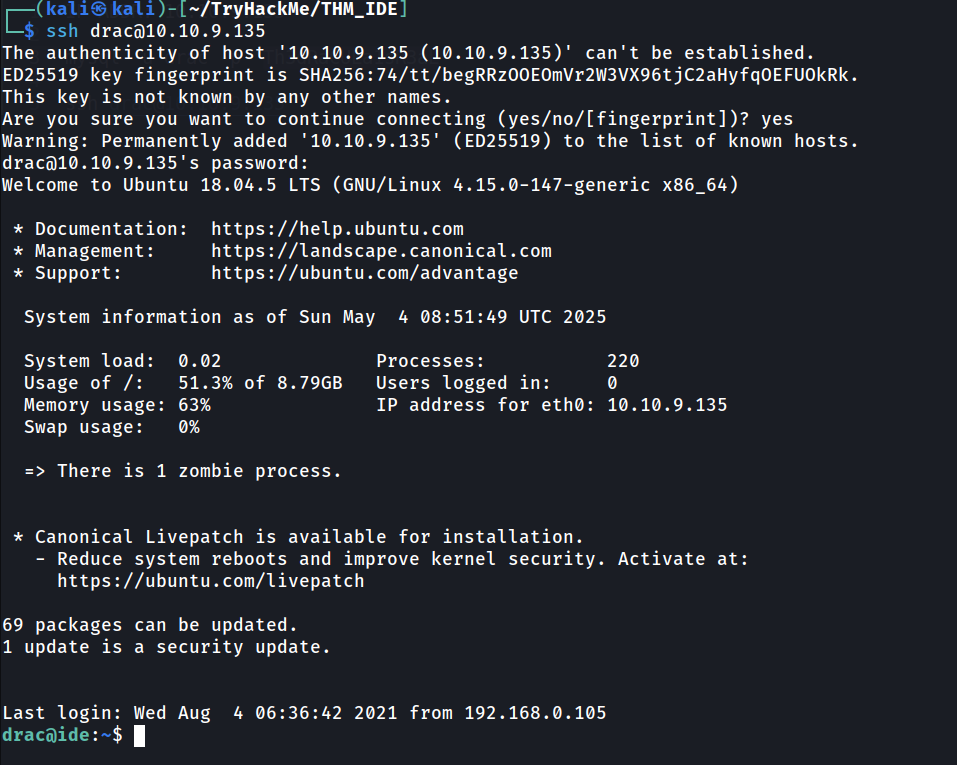 ┌──(kali㉿kali)-[~/TryHackMe/THM_IDE]
└─$ ssh drac@10.10.9.135
The authenticity of host '10.10.9.135 (10.10.9.135)' can't be established.
ED25519 key fingerprint is SHA256:74/tt/begRRzOOEOmVr2W3VX96tjC2aHyfqOEFUOkRk.
This key is not known by any other names.
Are you sure you want to continue connecting (yes/no/[fingerprint])? yes
Warning: Permanently added '10.10.9.135' (ED25519) to the list of known hosts.
drac@10.10.9.135's password:
Welcome to Ubuntu 18.04.5 LTS (GNU/Linux 4.15.0-147-generic x86_64)

 * Documentation:  https://help.ubuntu.com
 * Management:     https://landscape.canonical.com
 * Support:        https://ubuntu.com/advantage

  System information as of Sun May  4 08:51:49 UTC 2025

  System load:  0.02              Processes:           220
  Usage of /:   51.3% of 8.79GB   Users logged in:     0
  Memory usage: 63%               IP address for eth0: 10.10.9.135
  Swap usage:   0%

  => There is 1 zombie process.

 * Canonical Livepatch is available for installation.
   - Reduce system reboots and improve kernel security. Activate at:
     https://ubuntu.com/livepatch

69 packages can be updated.
1 update is a security update.

Last login: Wed Aug  4 06:36:42 2021 from 192.168.0.105
drac@ide:~$